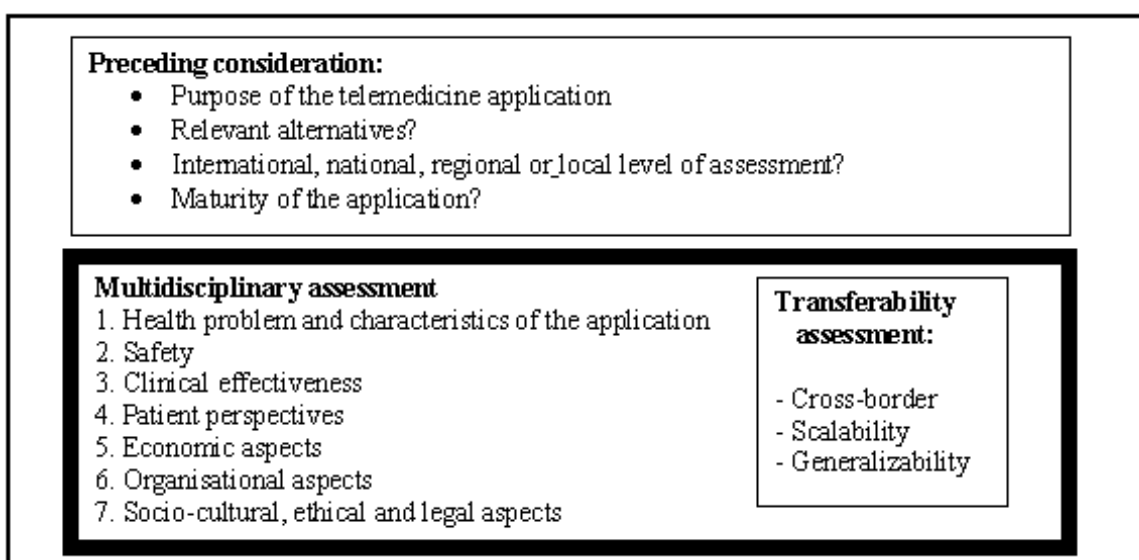 Preceding consideration:
• Purpose of the telemedicine application
• Relevant alternatives?
• International, national, regional or local level of assessment?
• Maturity of the application?
Multidisciplinary assessment
1. Health problem and characteristics of the application
2. Safety
3. Clinical effectiveness
4. Patient perspectives
5. Economic aspects
6. Organisational aspects
7. Socio-cultural, ethical and legal aspects
Transferability
assessment:
- Cross-border
- Scalability
- Generalizability